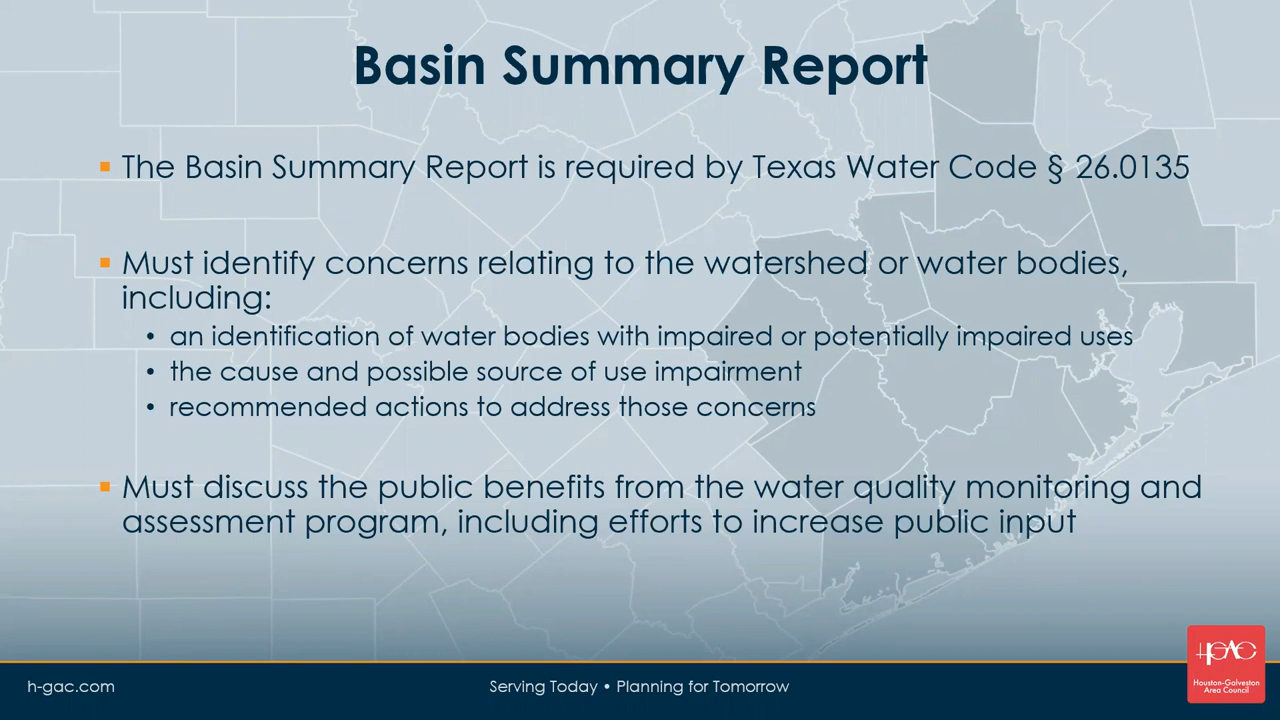 Basin Summary Report
▪ The Basin Summary Report is required by Texas Water Code § 26.0135
▪ Must identify concerns relating to the watershed or water bodies,
including:
• an identification of water bodies with impaired or potentially impaired uses
• the cause and possible source of use impairment
• recommended actions to address those concerns
▪ Must discuss the public benefits from the water quality monitoring and
assessment program, including efforts to increase public input
h-gac.com
Serving Today • Planning for Tomorrow
HGAC
Houston-Galveston
Area Council